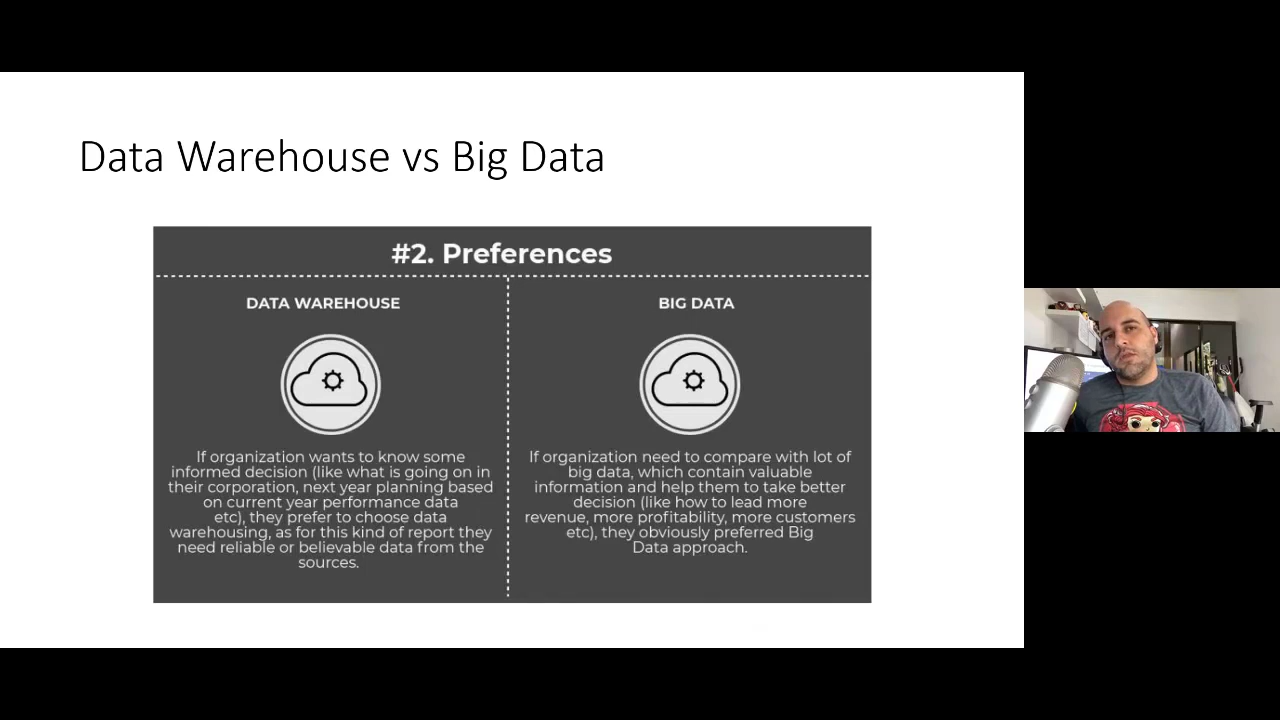 Data Warehouse vs Big Data
#2. Preferences
DATA WAREHOUSE
If organization wants to know some
informed decision (like what is going on in
their corporation, next year planning based
on current year performance data
etc), they prefer to choose data
warehousing, as for this kind of report they
need reliable or believable data from the
sources.
BIG DATA
If organization need to compare with lot of
big data, which contain valuable
information and help them to take better
decision (like how to lead more
revenue, more profitability, more customers
etc), they obviously preferred Big
Data approach.